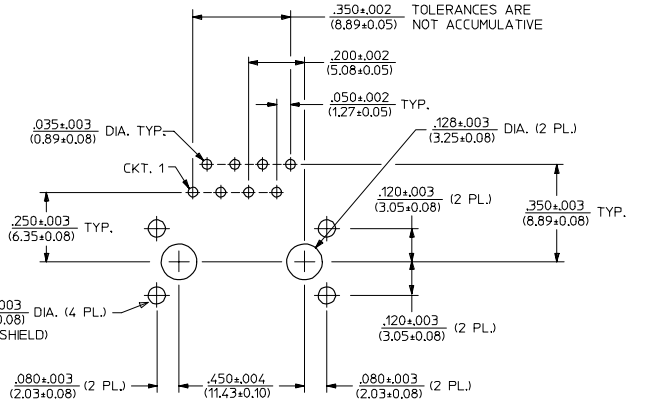 .350±.002 TOLERANCES ARE
(8.89±0.05) NOT ACCUMULATIVE
.200±.002
(5.08±0.05)
.050±.002 TYP.
(1.27±0.05)
.035±.003 DIA. TYP.
(0.89±0.08)
.128±.003 DIA. (2 PL.)
(3.25±0.08)
CKT. 1
.120±.003 (2 PL.)
(3.05±0.08)
.350±.003 TYP.
(8.89±0.08)
.250±.003 TYP.
(6.35±0.08)
003 DIA. (4 PL.)
0.08)
SHIELD)
.120±.003 (2 PL.)
(3.05±0.08)
.080±.003 (2 PL.)
(2.03±0.08)
.450±.004
(11.43±0.10)
.080±.003 (2 PL.)
(2.03±0.08)